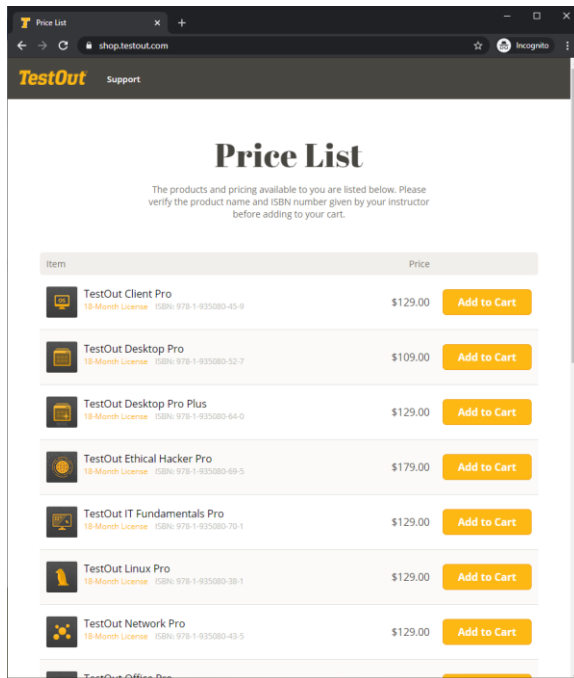 Price List
shop.testout.com
Incognito
TestOut
Support
Price List
The products and pricing available to you are listed below. Please
verify the product name and ISBN number given by your instructor
before adding to your cart.
Item Price
TestOut Client Pro
18-Month License ISBN: 978-1-935080-45-9
$129.00 Add to Cart
TestOut Desktop Pro
18-Month License ISBN: 978-1-935080-52-7
$109.00 Add to Cart
TestOut Desktop Pro Plus
18-Month License ISBN: 978-1-935080-64-0
$129.00 Add to Cart
TestOut Ethical Hacker Pro
18-Month License ISBN: 978-1-935080-69-5
$179.00 Add to Cart
TestOut IT Fundamentals Pro
18-Month License ISBN: 978-1-935080-70-1
$129.00 Add to Cart
TestOut Linux Pro
18-Month License ISBN: 978-1-935080-38-1
$129.00 Add to Cart
TestOut Network Pro
18-Month License ISBN: 978-1-935080-43-5
$129.00 Add to Cart
TestOut Office Pro